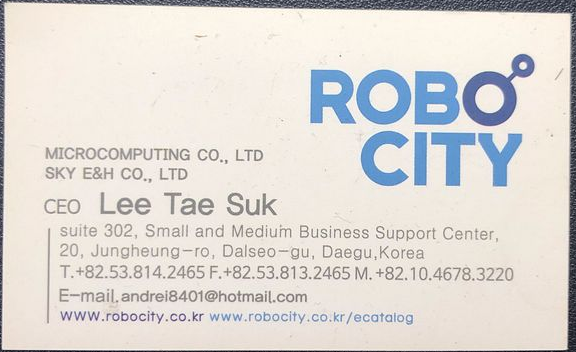 ROBO
CITY
MICROCOMPUTING CO., LTD
SKY E&H CO., LTD
CEO Lee Tae Suk
suite 302, Small and Medium Business Support Center,
20, Jungheung-ro, Dalseo-gu, Daegu,Korea
T.+82.53.814.2465 F.+82.53.813.2465 M.+82.10.4678.3220
E-mail.andrei8401@hotmail.com
www.robocity.co.kr www.robocity.co.kr/ecatalog